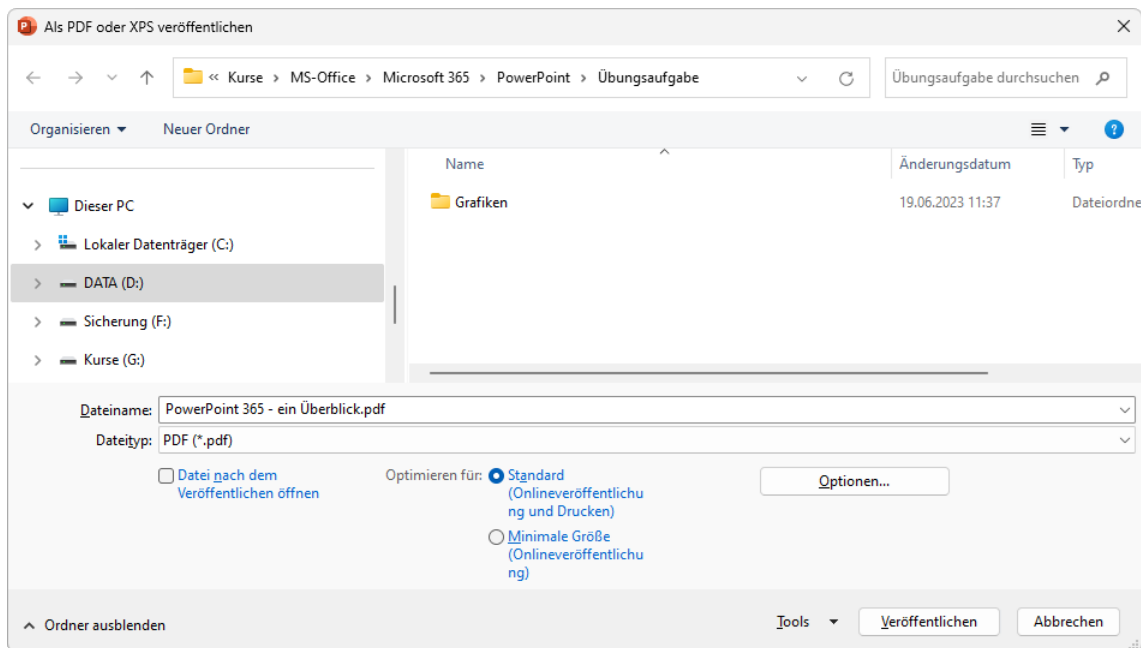 Als PDF oder XPS veröffentlichen
« Kurse > MS-Office > Microsoft 365 > PowerPoint > Übungsaufgabe
Übungsaufgabe durchsuchen
Organisieren
Neuer Ordner
Name
Änderungsdatum
Typ
Dieser PC
Lokaler Datenträger (C:)
DATA (D:)
Sicherung (F:)
Kurse (G:)
Grafiken
19.06.2023 11:37
Dateiordne
Dateiname:
PowerPoint 365 - ein Überblick.pdf
Dateityp:
PDF (*.pdf)
Datei nach dem
Veröffentlichen öffnen
Optimieren für:
Standard
(Onlineveröffentlichu
ng und Drucken)
Minimale Größe
(Onlineveröffentlichu
ng)
Optionen...
Ordner ausblenden
Tools
Veröffentlichen
Abbrechen